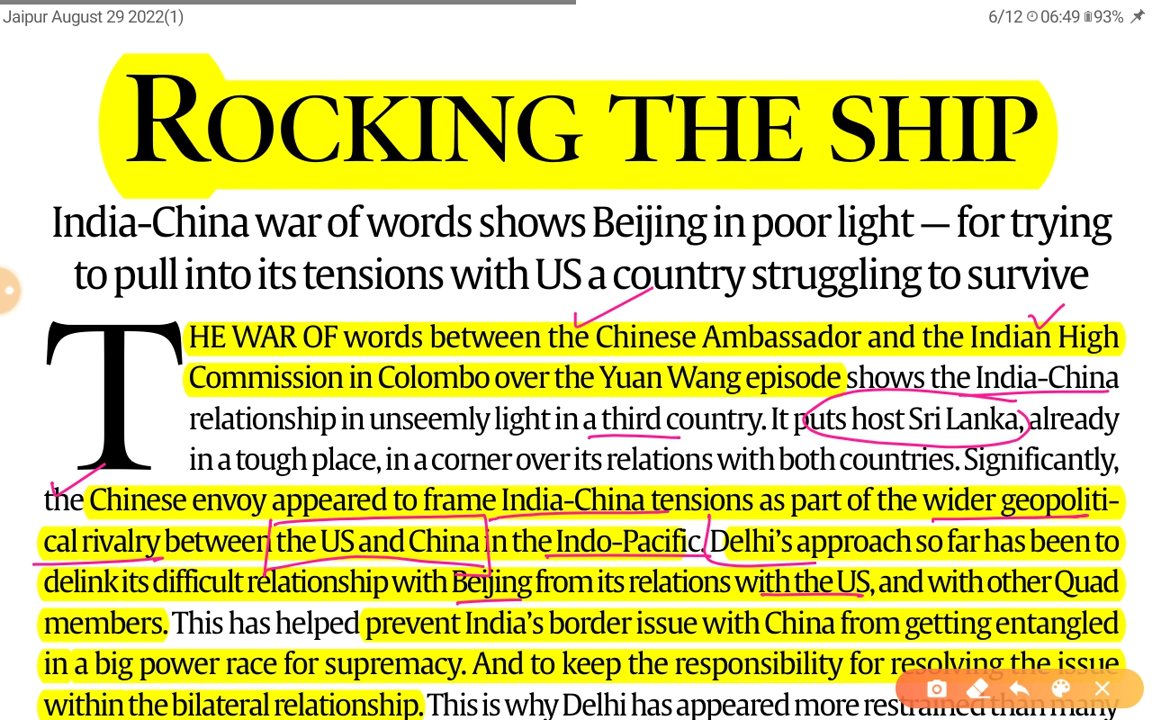 Jaipur August 29 2022(1)
6/12 06:49 93%
ROCKING THE SHIP
India-China war of words shows Beijing in poor light — for trying
to pull into its tensions with US a country struggling to survive
THE WAR OF words between the Chinese Ambassador and the Indian High
Commission in Colombo over the Yuan Wang episode shows the India-China
relationship in unseemly light in a third country. It puts host Sri Lanka, already
in a tough place, in a corner over its relations with both countries. Significantly,
the Chinese envoy appeared to frame India-China tensions as part of the wider geopoliti-
cal rivalry between the US and China in the Indo-Pacific. Delhi's approach so far has been to
delink its difficult relationship with Beijing from its relations with the US, and with other Quad
members. This has helped prevent India's border issue with China from getting entangled
in a big power race for supremacy. And to keep the responsibility for resolving the issue
within the bilateral relationship. This is why Delhi has appeared more restrained than many